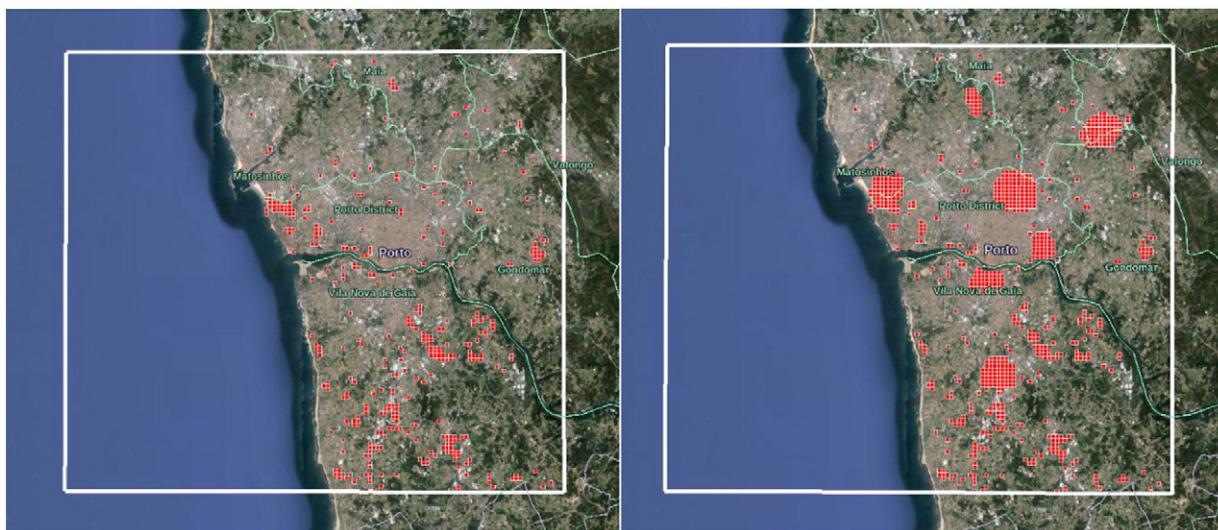 Maia
Valongo
Matosinhos
Porto District
Porto
Gondomar
Vila Nova de Gaia
Maia
Valongo
Matosinhos
Porto District
Porto
Gondomar
Vila Nova de Gaia